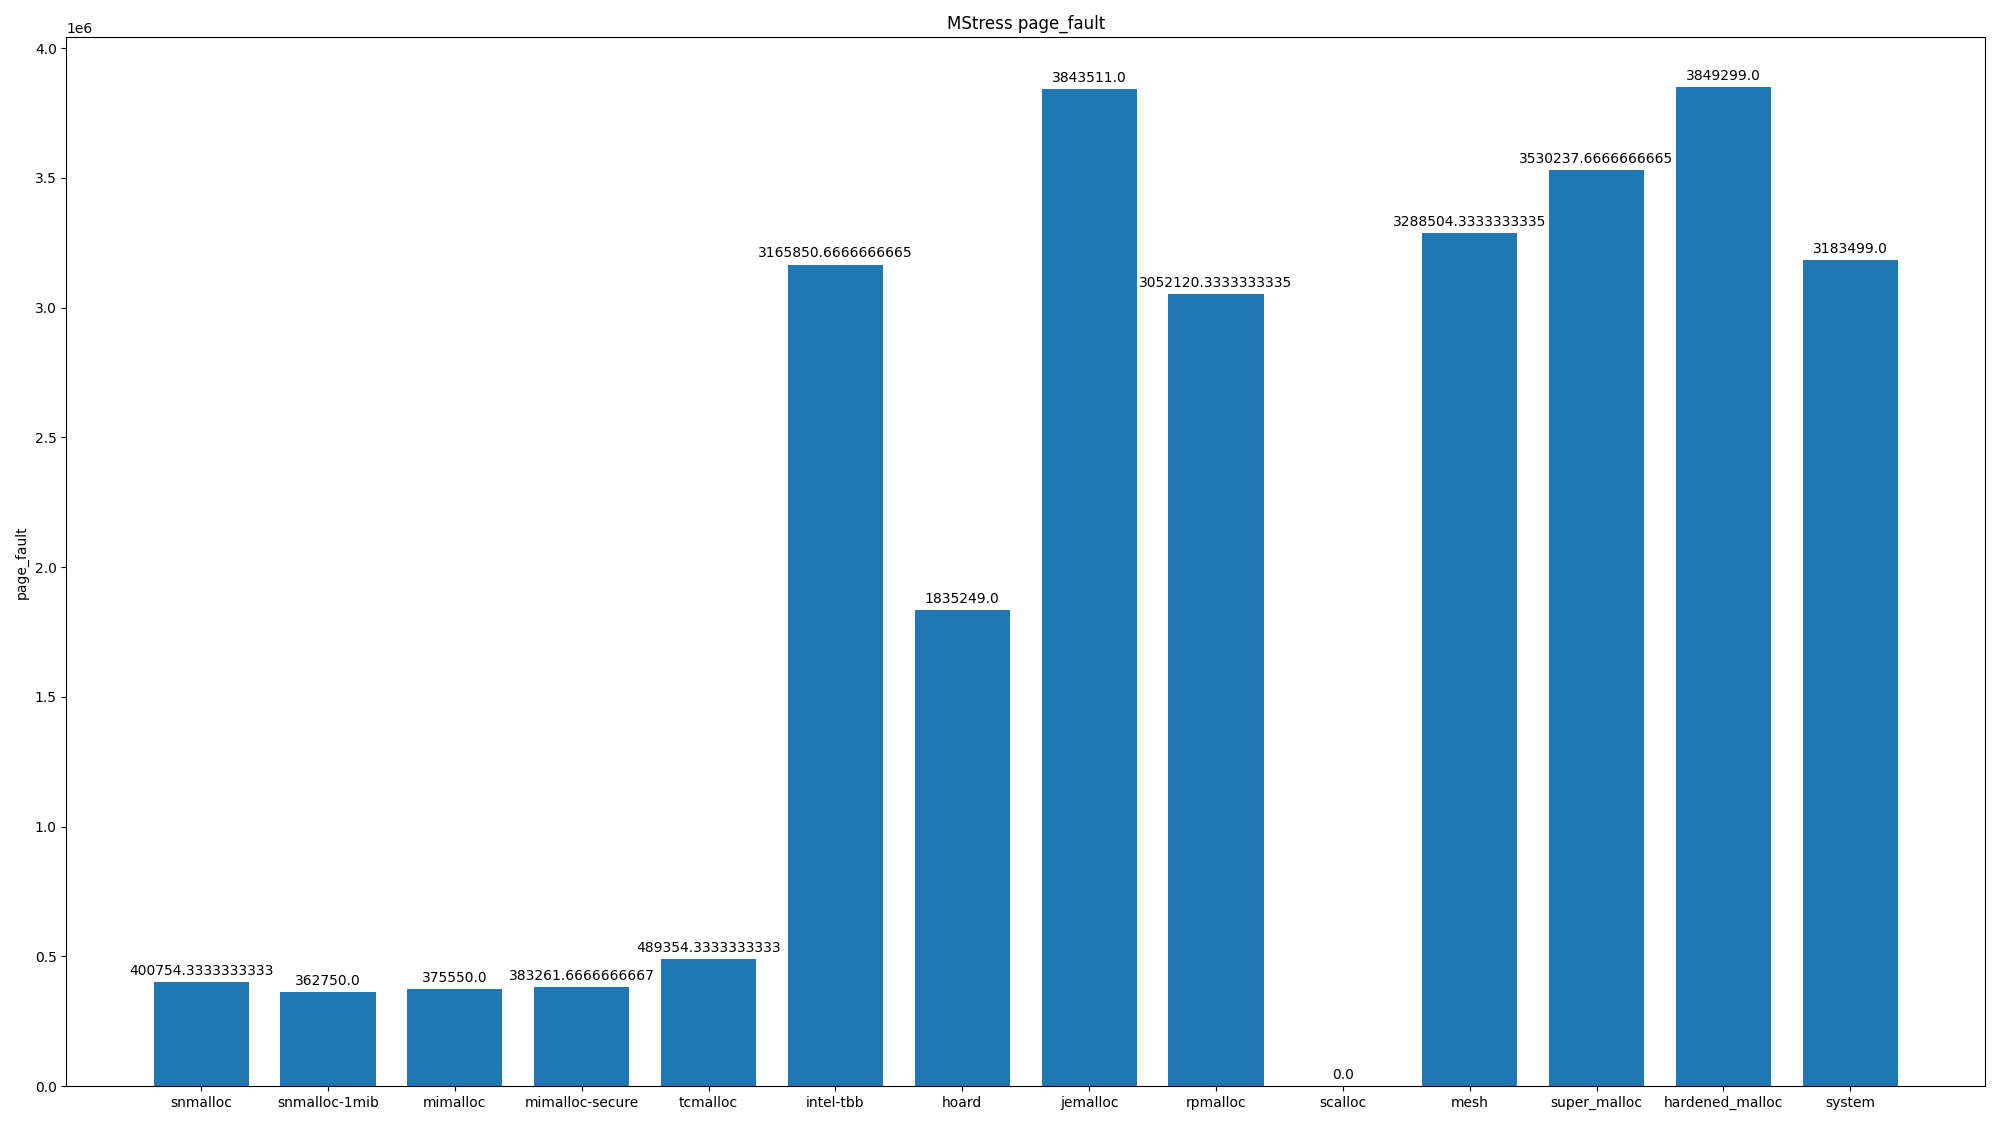 MStress page_fault
1e6
4.0
3.5
3.0
2.5
2.0
1.5
1.0
0.5
0.0
page_fault
400754.3333333333
362750.0
375550.0
383261.6666666667
489354.3333333333
3165850.6666666665
1835249.0
3843511.0
3052120.3333333335
0.0
3288504.3333333335
3530237.6666666665
3849299.0
3183499.0
snmalloc
snmalloc-1mib
mimalloc
mimalloc-secure
tcmalloc
intel-tbb
hoard
jemalloc
rpmalloc
scalloc
mesh
super_malloc
hardened_malloc
system